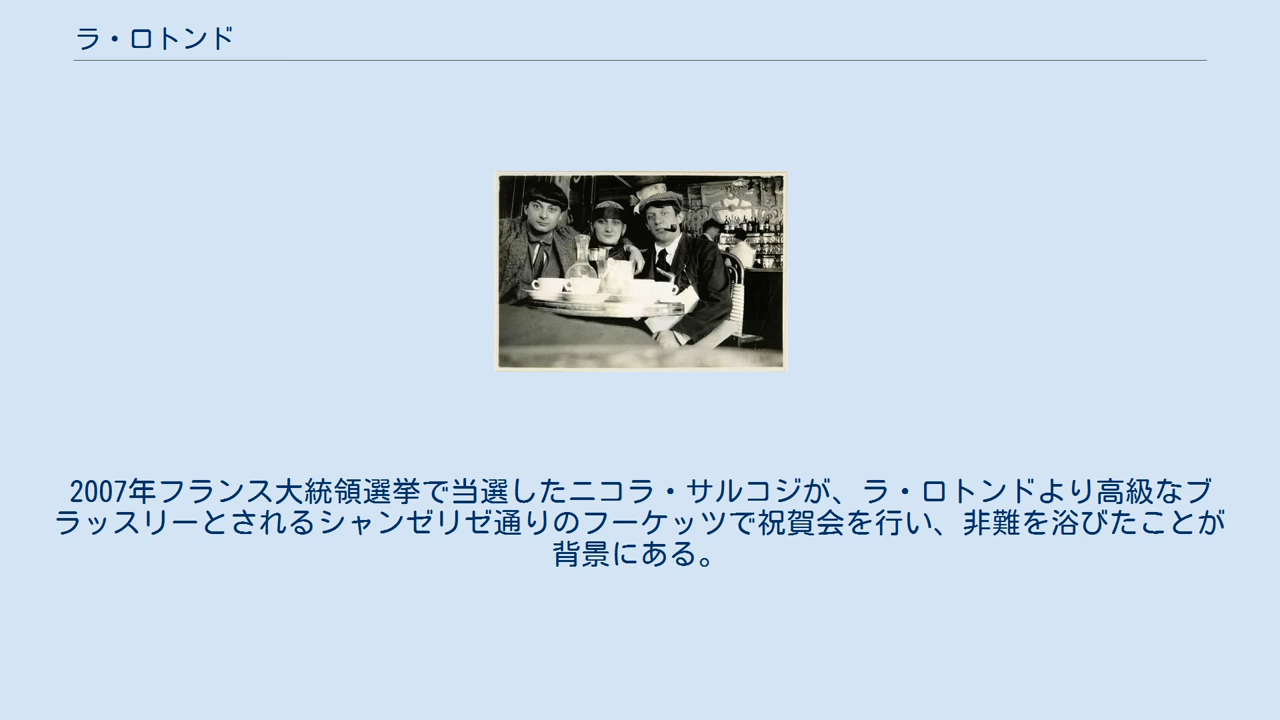 ラ・ロトンド
2007年フランス大統領選挙で当選したニコラ・サルコジが、ラ・ロトンドより高級なブ
ラッスリーとされるシャンゼリゼ通りのフーケッツで祝賀会を行い、非難を浴びたことが
背景にある。